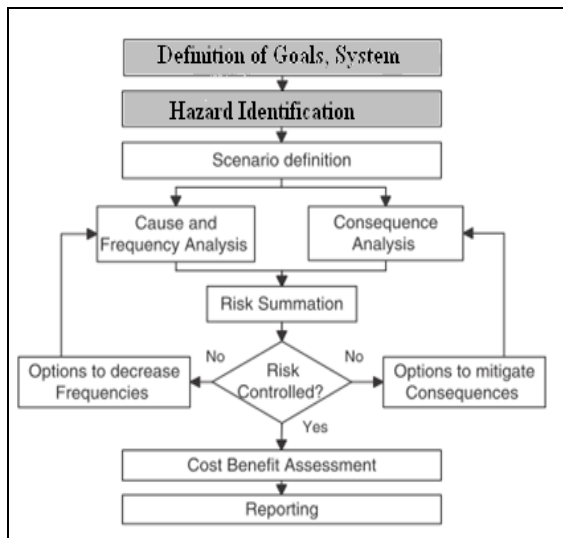 Definition of Goals, System
Hazard Identification
Scenario definition
Cause and
Frequency Analysis
Consequence
Analysis
Risk Summation
No
No
Options to decrease
Frequencies
Risk
Controlled?
Options to mitigate
Consequences
Yes
Cost Benefit Assessment
Reporting